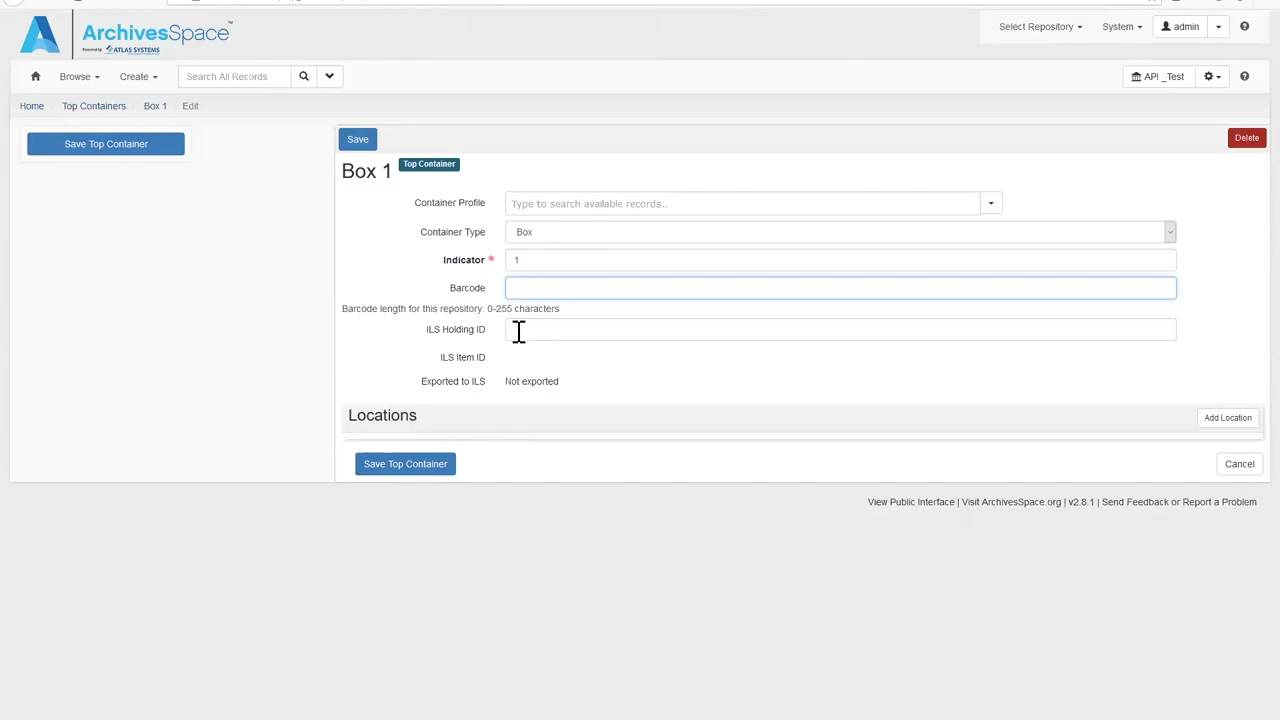 ArchivesSpace™
Powered by ATLAS SYSTEMS
Select Repository
System
admin
Browse
Create
Search All Records
API _Test
Home
Top Containers
Box 1
Edit
Save Top Container
Save
Delete
Box 1 Top Container
Container Profile Type to search available records..
Container Type Box
Indicator * 1
Barcode
Barcode length for this repository: 0-255 characters
ILS Holding ID
ILS Item ID
Exported to ILS Not exported
Locations
Add Location
Save Top Container
Cancel
View Public Interface | Visit ArchivesSpace.org | v2.8.1 | Send Feedback or Report a Problem